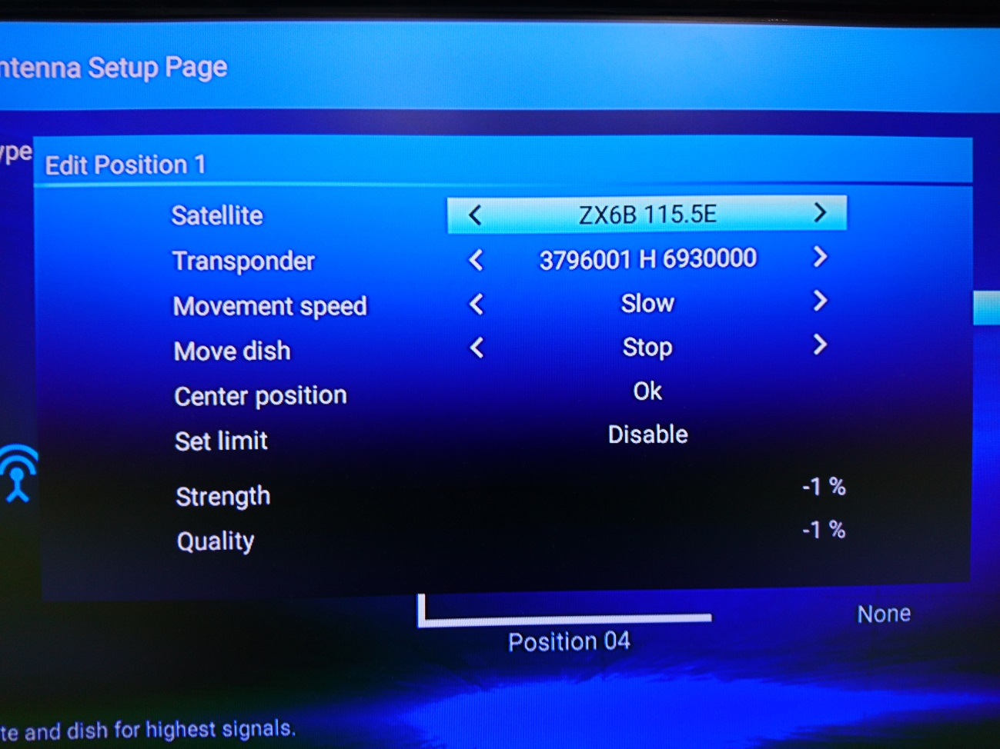 ntenna Setup Page
ype
Edit Position 1
Satellite < ZX6B 115.5E >
Transponder < 3796001 H 6930000 >
Movement speed < Slow >
Move dish < Stop >
Center position Ok
Set limit Disable
Strength -1 %
Quality -1 %
None
Position 04
te and dish for highest signals.